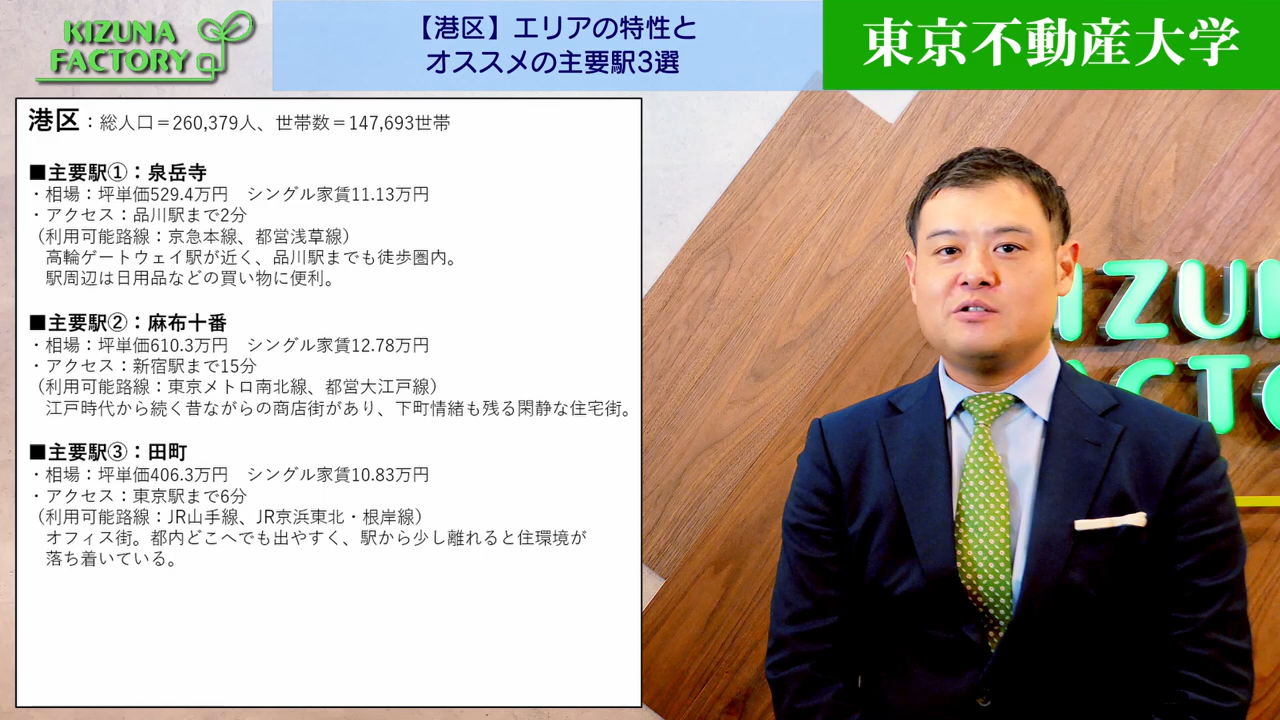 KIZUNA
FACTORY
【港区】エリアの特性と
オススメの主要駅3選
東京不動産大学
港区：総人口＝260,379人、世帯数＝147,693世帯
■主要駅①：泉岳寺
・相場：坪単価529.4万円　シングル家賃11.13万円
・アクセス：品川駅まで2分
（利用可能路線：京急本線、都営浅草線）
高輪ゲートウェイ駅が近く、品川駅までも徒歩圏内。
駅周辺は日用品などの買い物に便利。
■主要駅②：麻布十番
・相場：坪単価610.3万円　シングル家賃12.78万円
・アクセス：新宿駅まで15分
（利用可能路線：東京メトロ南北線、都営大江戸線）
江戸時代から続く昔ながらの商店街があり、下町情緒も残る閑静な住宅街。
■主要駅③：田町
・相場：坪単価406.3万円　シングル家賃10.83万円
・アクセス：東京駅まで6分
（利用可能路線：JR山手線、JR京浜東北・根岸線）
オフィス街。都内どこへでも出やすく、駅から少し離れると住環境が
落ち着いている。
IZU
ACTO